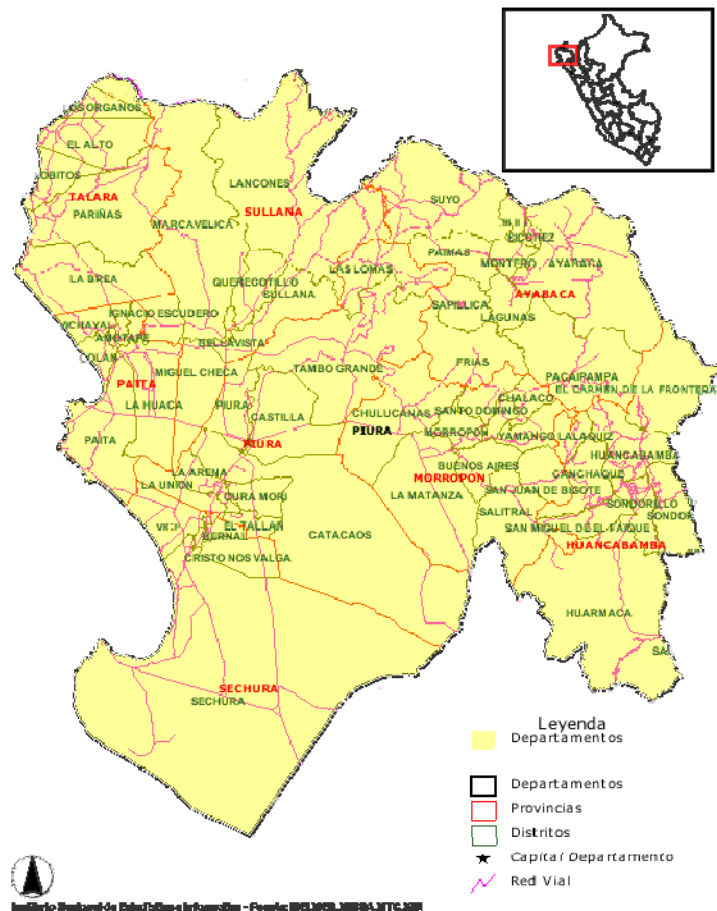 LOS ORGANOS
EL ALTO
LOBITOS
TALARA
PARIÑAS
LANCONES
SULLANA
MARCAVELICA
SUYO
PAIMAS
MONTERO
AYABACA
AYABACA
LAS LOMAS
LA BREA
QUERECOTILLO
SULLANA
SAPILLICA
LAGUNAS
IGNACIO ESCUDERO
VICHAYAL
AMOTAPE
BELLAVISTA
COLAN
FRIAS
MIGUEL CHECA
TAMBO GRANDE
PAITA
PACAIPAMPA
EL CARMEN DE LA FRONTERA
CHALACO
LA HUACA
PIURA
CASTILLA
CHULUCANAS
SANTO DOMINGO
PIURA
MORROPON
YAMANGO
LALAQUIZ
PAITA
PIURA
HUANCABAMBA
BUENOS AIRES
CANCHAQUE
LA ARENA
MORROPON
LA UNION
SAN JUAN DE BIGOTE
CURA MORI
LA MATANZA
SONDORILLO
SALITRAL
SONDOR
EL TALLAN
SAN MIGUEL DE EL FAIQUE
BERNAL
CATACAOS
HUANCABAMBA
CRISTO NOS VALGA
HUARMACA
SECHURA
SECHURA
Leyenda
Departamentos
Departamentos
Provincias
Distritos
Capital Departamento
Red Vial